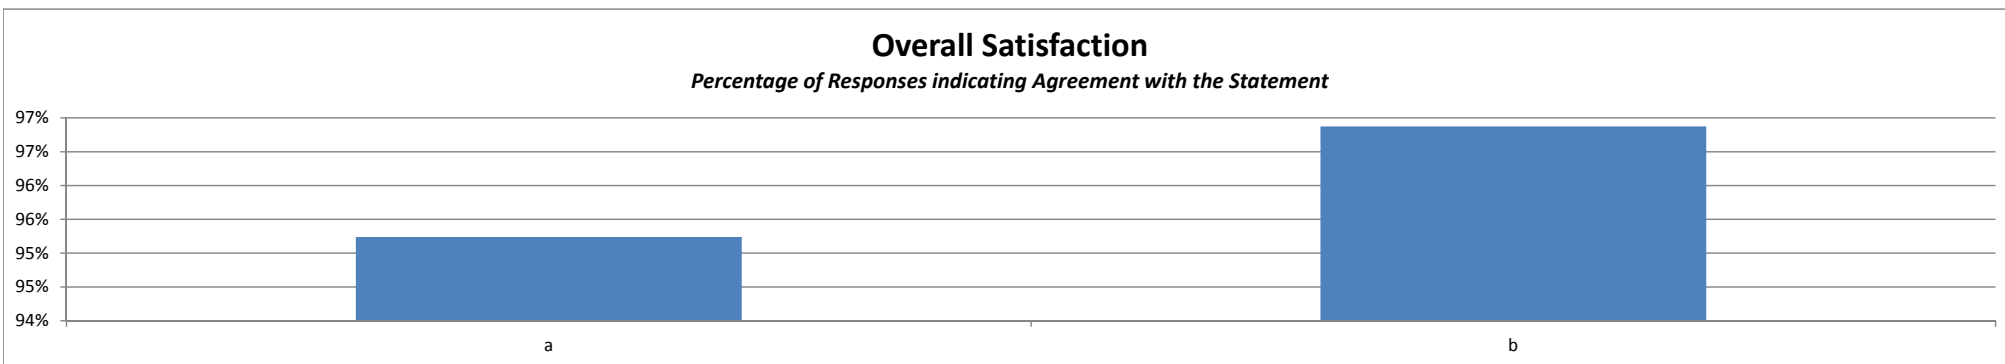 Overall Satisfaction
Percentage of Responses indicating Agreement with the Statement
97%
97%
96%
96%
95%
95%
94%
a b